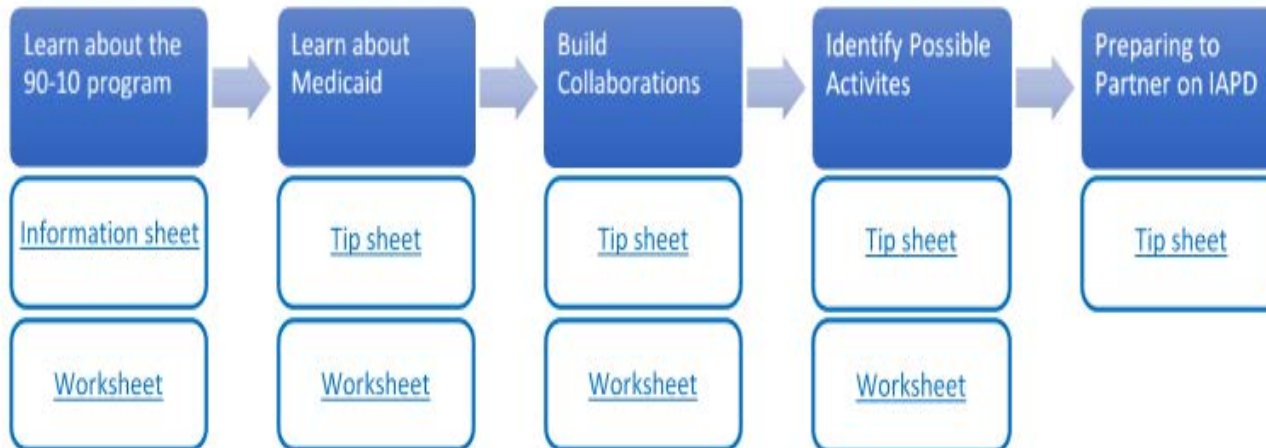 Learn about the
90-10 program
Learn about
Medicaid
Build
Collaborations
Identify Possible
Activites
Preparing to
Partner on IAPD
Information sheet
Tip sheet
Tip sheet
Tip sheet
Tip sheet
Worksheet
Worksheet
Worksheet
Worksheet